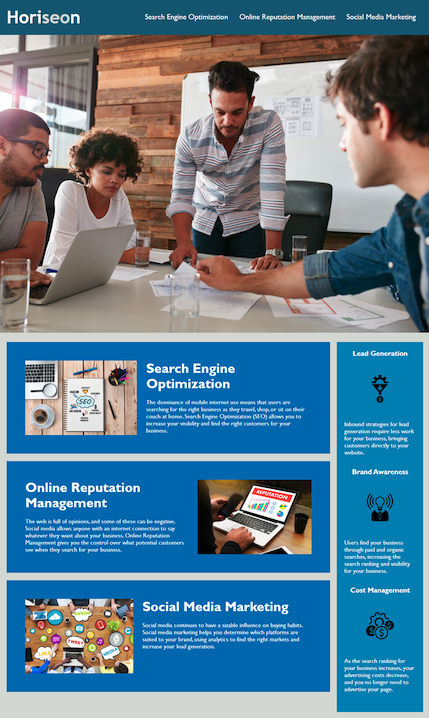 Horiseon
Search Engine Optimization Online Reputation Management Social Media Marketing
Search Engine
Optimization
The dominance of mobile internet use means that users are
searching for the right business as they travel, shop, or sit on their
couch at home. Search Engine Optimization (SEO) allows you to
increase your visibility and find the right customers for your
business.
SEO
Online Reputation
Management
The web is full of opinions, and some of these can be negative.
Social media allows anyone with an internet connection to say
whatever they want about your business. Online Reputation
Management gives you the control over what potential customers
see when they search for your business.
REPUTATION
Social Media Marketing
Social media continues to have a sizable influence on buying habits.
Social media marketing helps you determine which platforms are
suited to your brand, using analytics to find the right markets and
increase your lead generation.
TWEET
MEDIA
Lead Generation
Inbound strategies for lead
generation require less work
for your business, bringing
customers directly to your
website.
Brand Awareness
Users find your business
through paid and organic
searches, increasing the
search ranking and visibility
for your business.
Cost Management
As the search ranking for
your business increases, your
advertising costs decrease,
and you no longer need to
advertise your page.